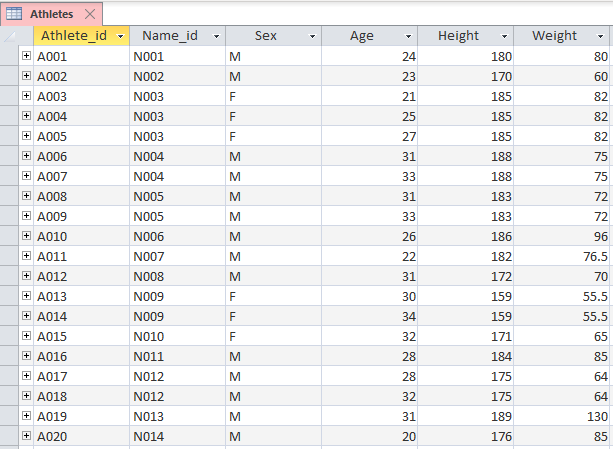 Athletes
Athlete_id Name_id Sex Age Height Weight
A001 N001 M 24 180 80
A002 N002 M 23 170 60
A003 N003 F 21 185 82
A004 N003 F 25 185 82
A005 N003 F 27 185 82
A006 N004 M 31 188 75
A007 N004 M 33 188 75
A008 N005 M 31 183 72
A009 N005 M 33 183 72
A010 N006 M 26 186 96
A011 N007 M 22 182 76.5
A012 N008 M 31 172 70
A013 N009 F 30 159 55.5
A014 N009 F 34 159 55.5
A015 N010 F 32 171 65
A016 N011 M 28 184 85
A017 N012 M 28 175 64
A018 N012 M 32 175 64
A019 N013 M 31 189 130
A020 N014 M 20 176 85